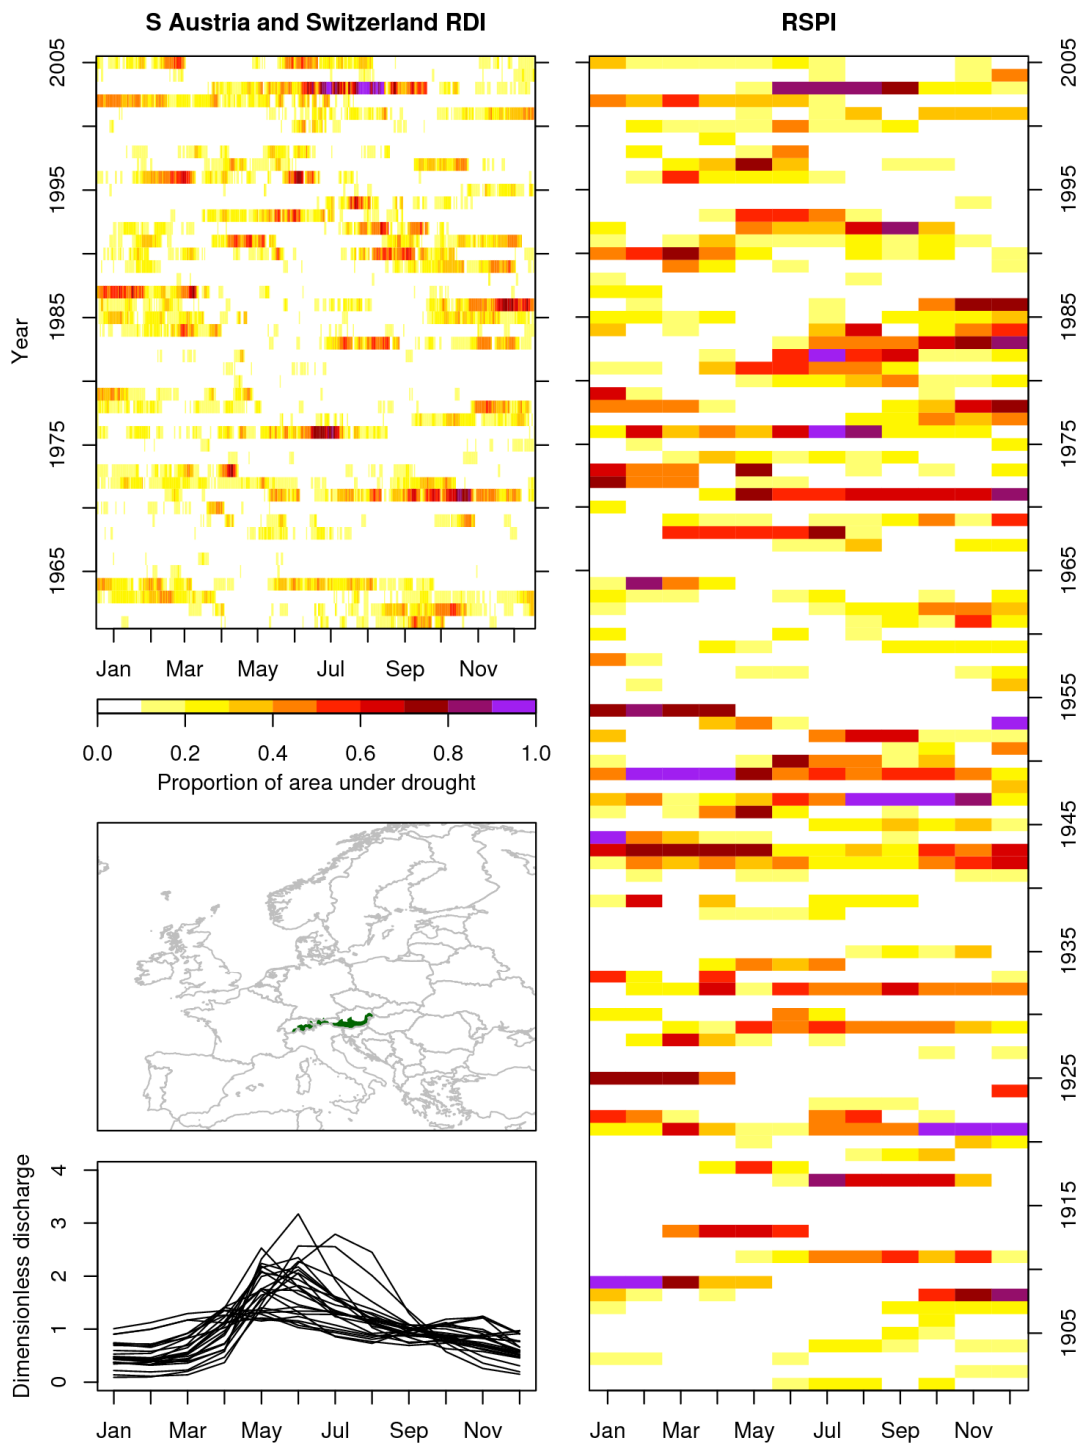 S Austria and Switzerland RDI
RSPI
Year
1965
1975
1985
1995
2005
Jan Mar May Jul Sep Nov
0.0 0.2 0.4 0.6 0.8 1.0
Proportion of area under drought
Dimensionless discharge
0 1 2 3 4
Jan Mar May Jul Sep Nov
1905
1915
1925
1935
1945
1955
1965
1975
1985
1995
2005
Jan Mar May Jul Sep Nov